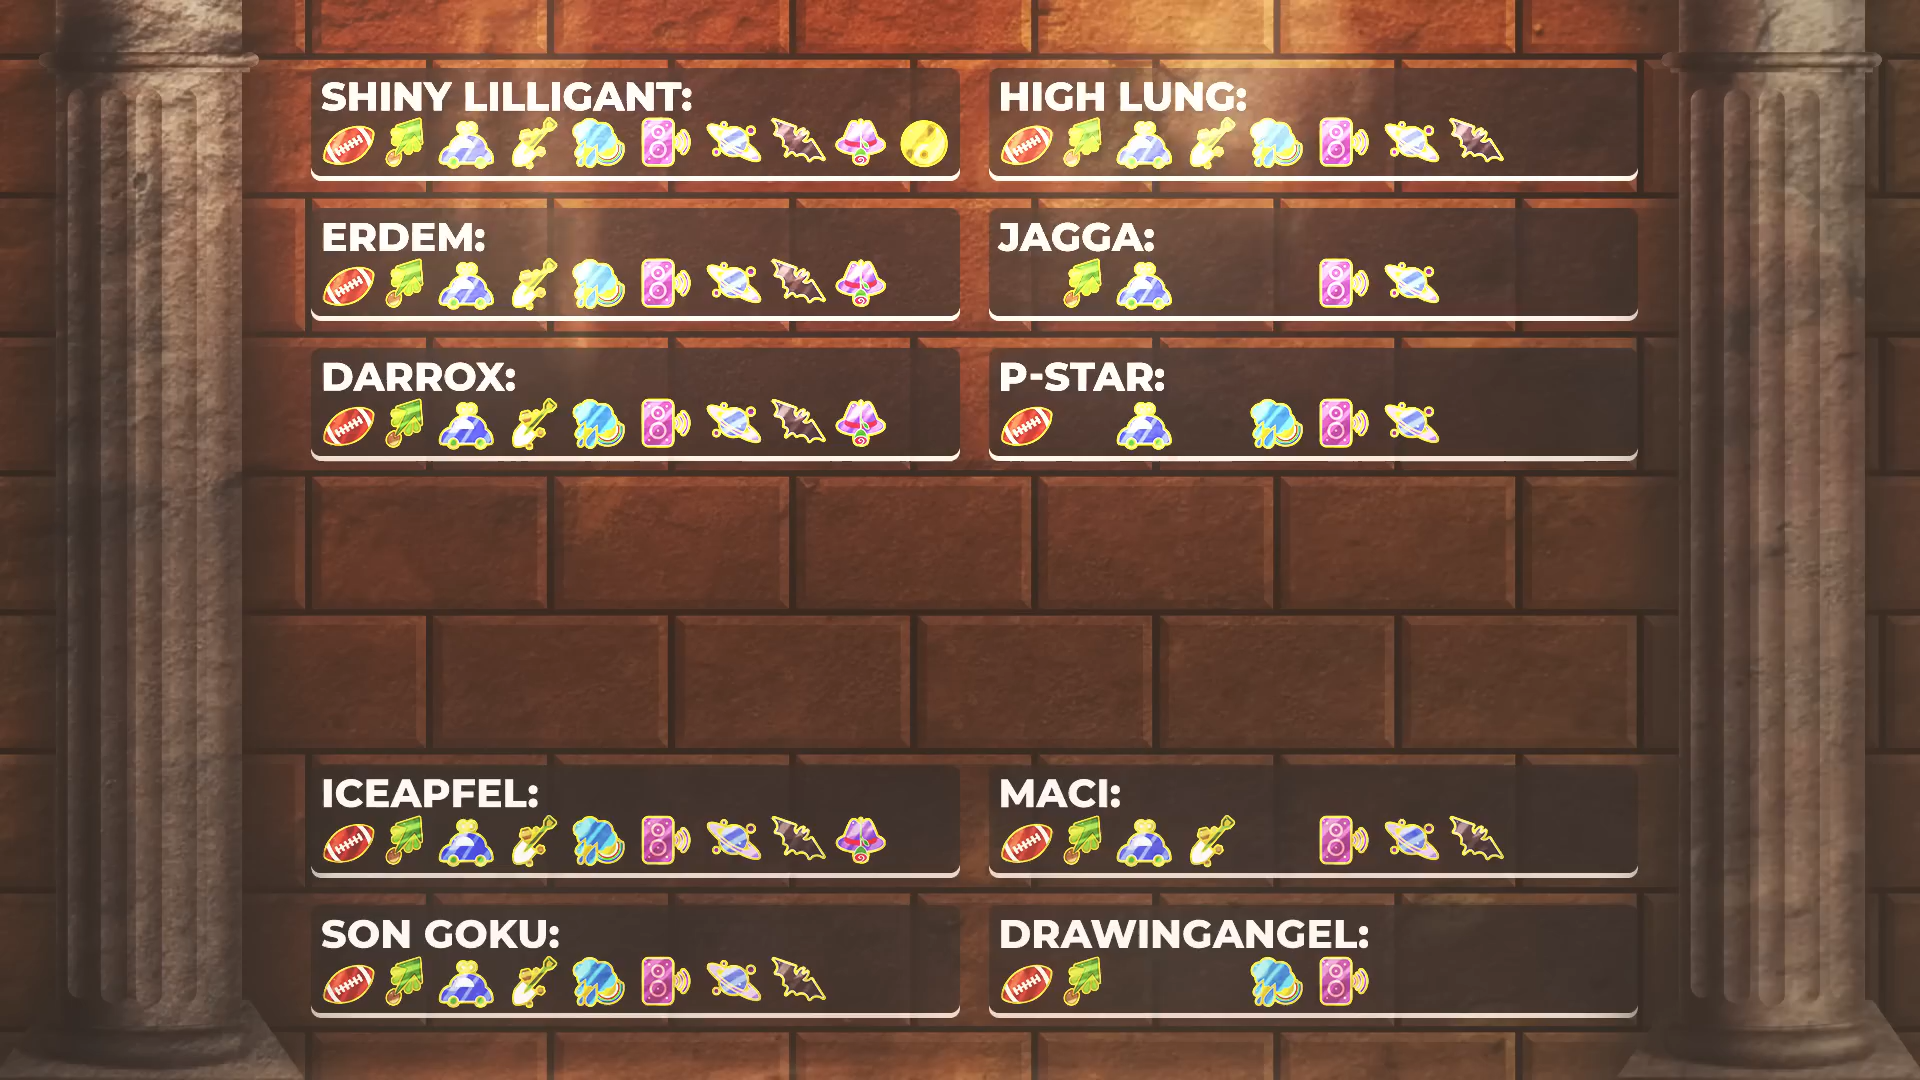 SHINY LILLIGANT:
HIGH LUNG:
ERDEM:
JAGGA:
DARROX:
P-STAR:
ICEAPFEL:
MACI:
SON GOKU:
DRAWINGANGEL: